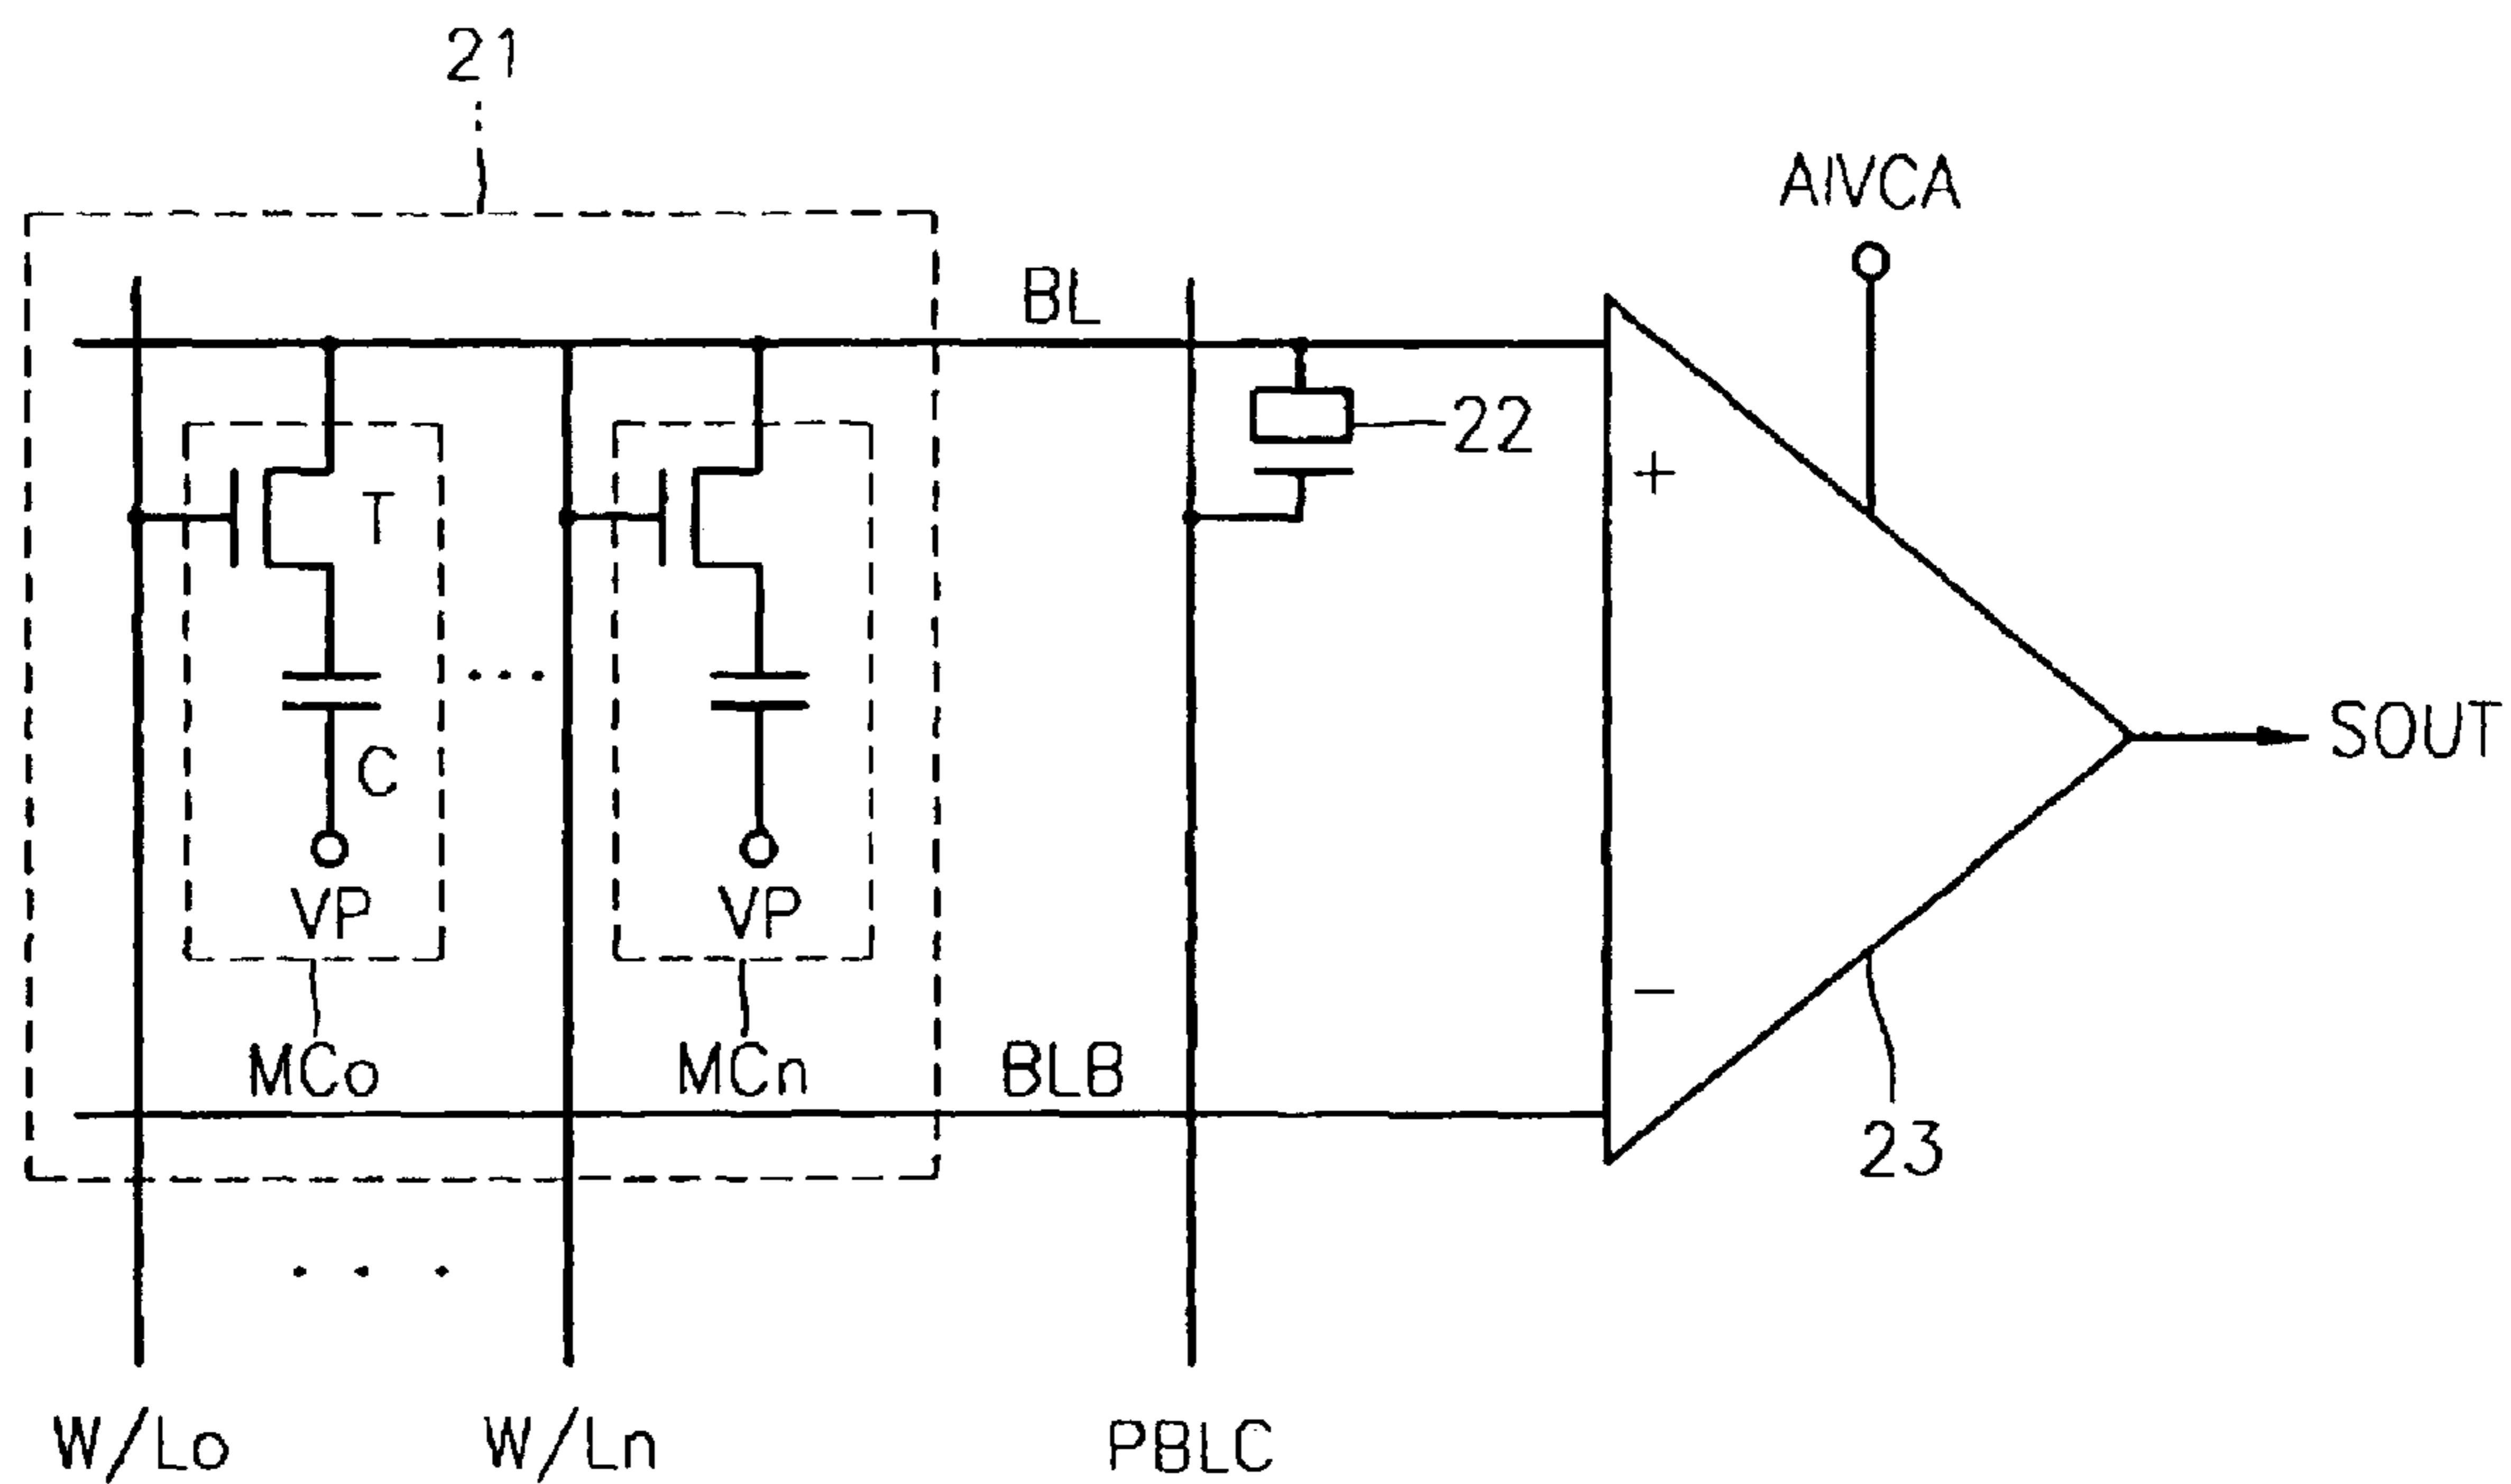 21
AIVCA
BL
22
T
+
SOUT
C
VP
VP
−
MCo
MCn
BLB
23
W/Lo
W/Ln
PBLC